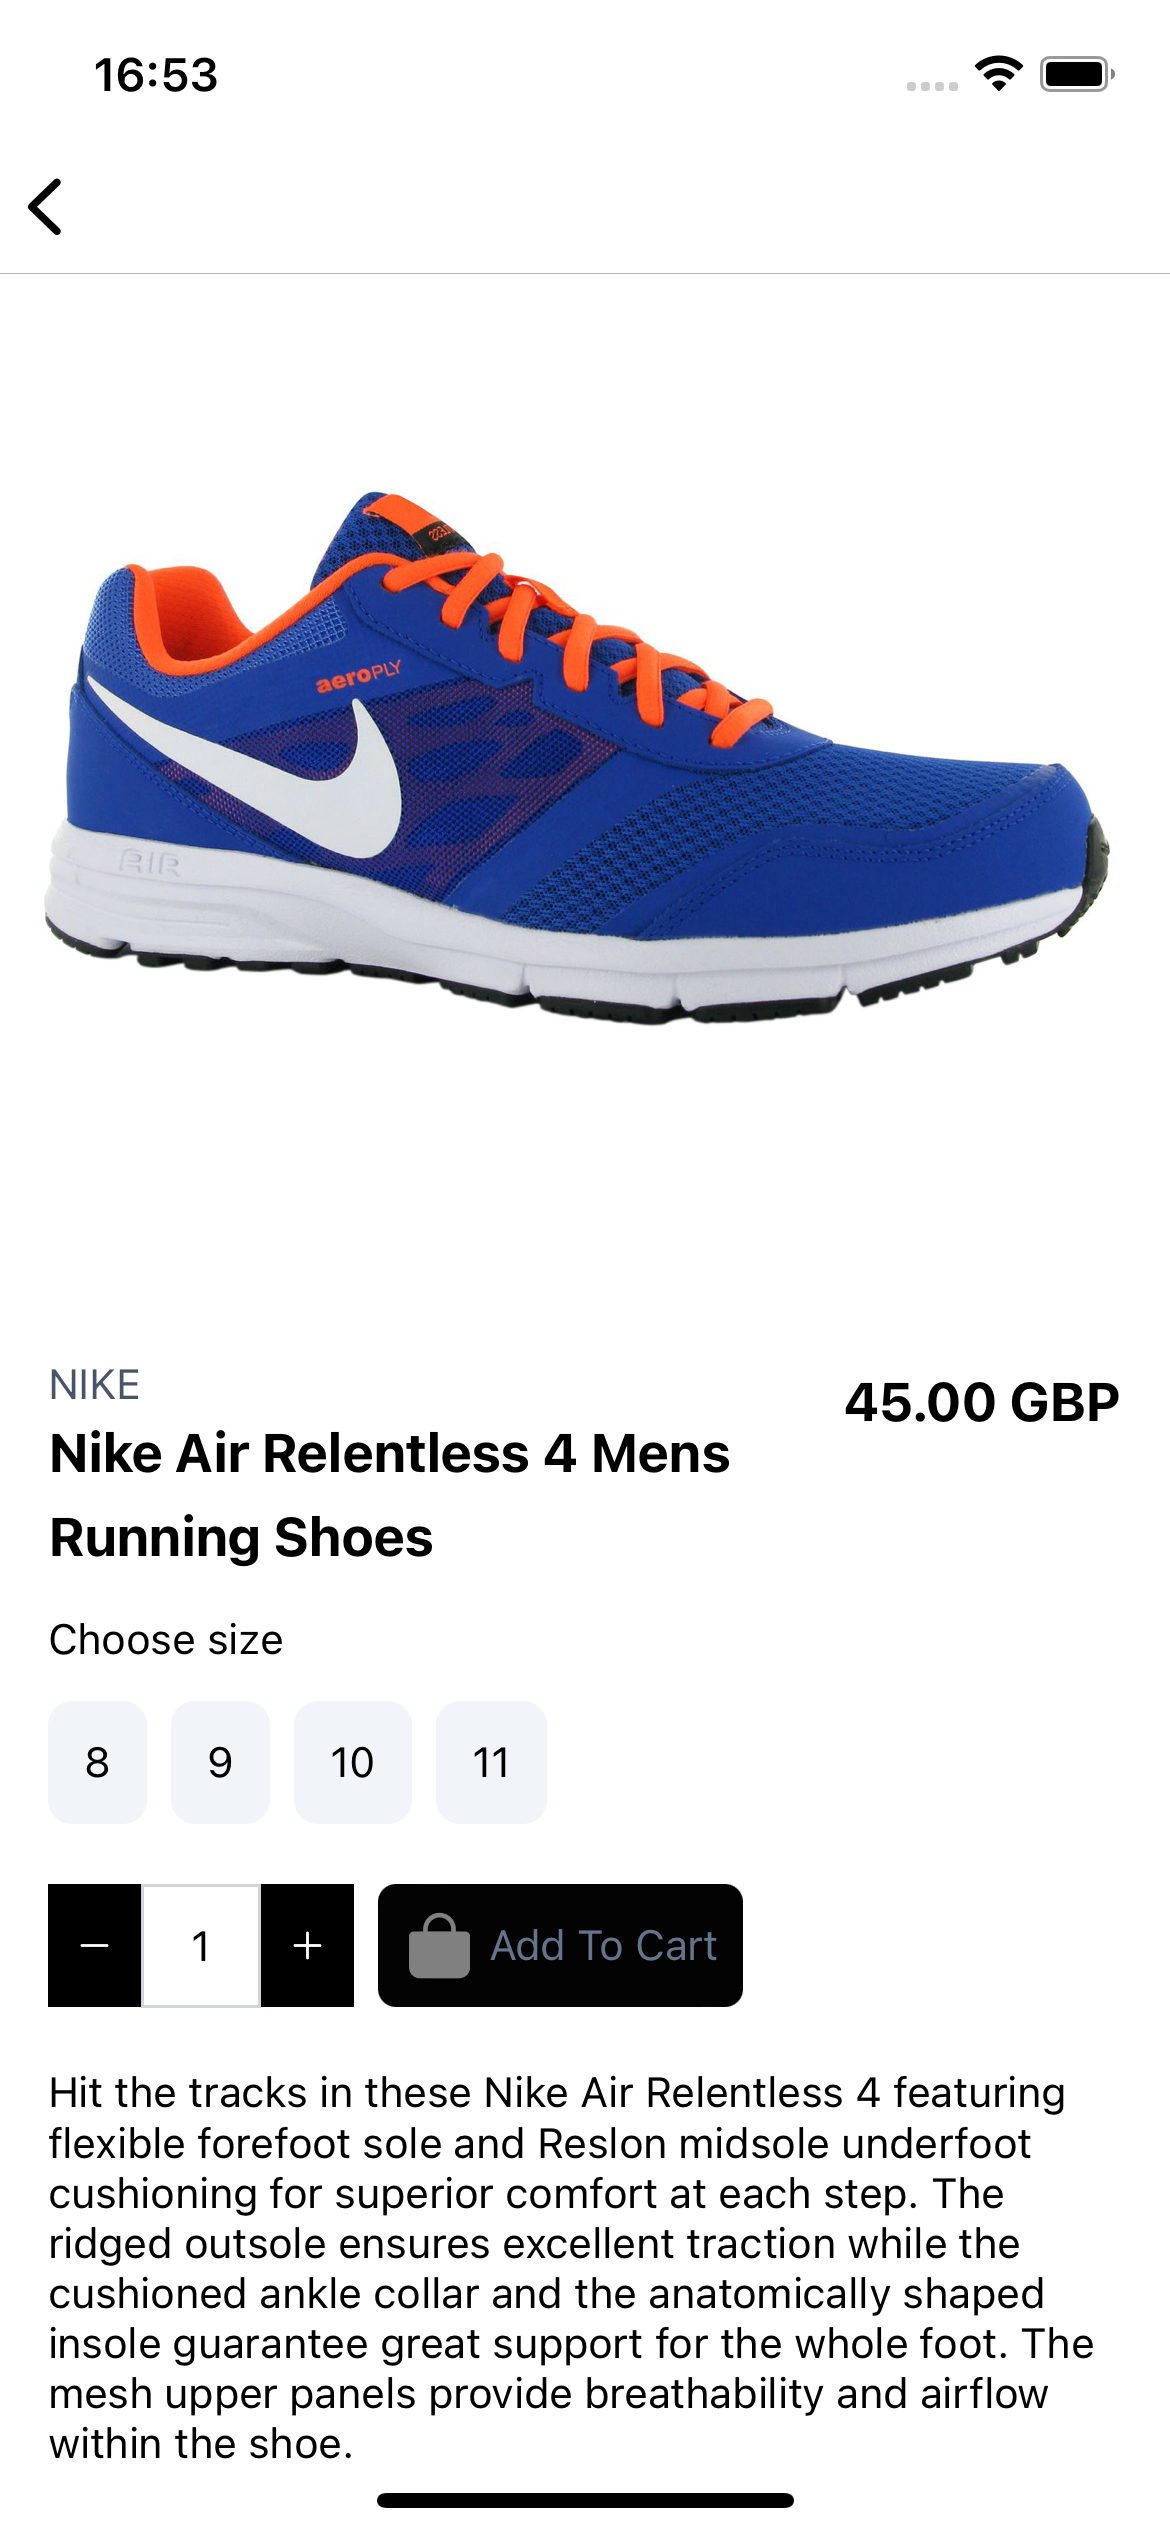 16:53
aeroPLY
AIR
NIKE
45.00 GBP
Nike Air Relentless 4 Mens
Running Shoes
Choose size
8 9 10 11
1
Add To Cart
Hit the tracks in these Nike Air Relentless 4 featuring
flexible forefoot sole and Reslon midsole underfoot
cushioning for superior comfort at each step. The
ridged outsole ensures excellent traction while the
cushioned ankle collar and the anatomically shaped
insole guarantee great support for the whole foot. The
mesh upper panels provide breathability and airflow
within the shoe.